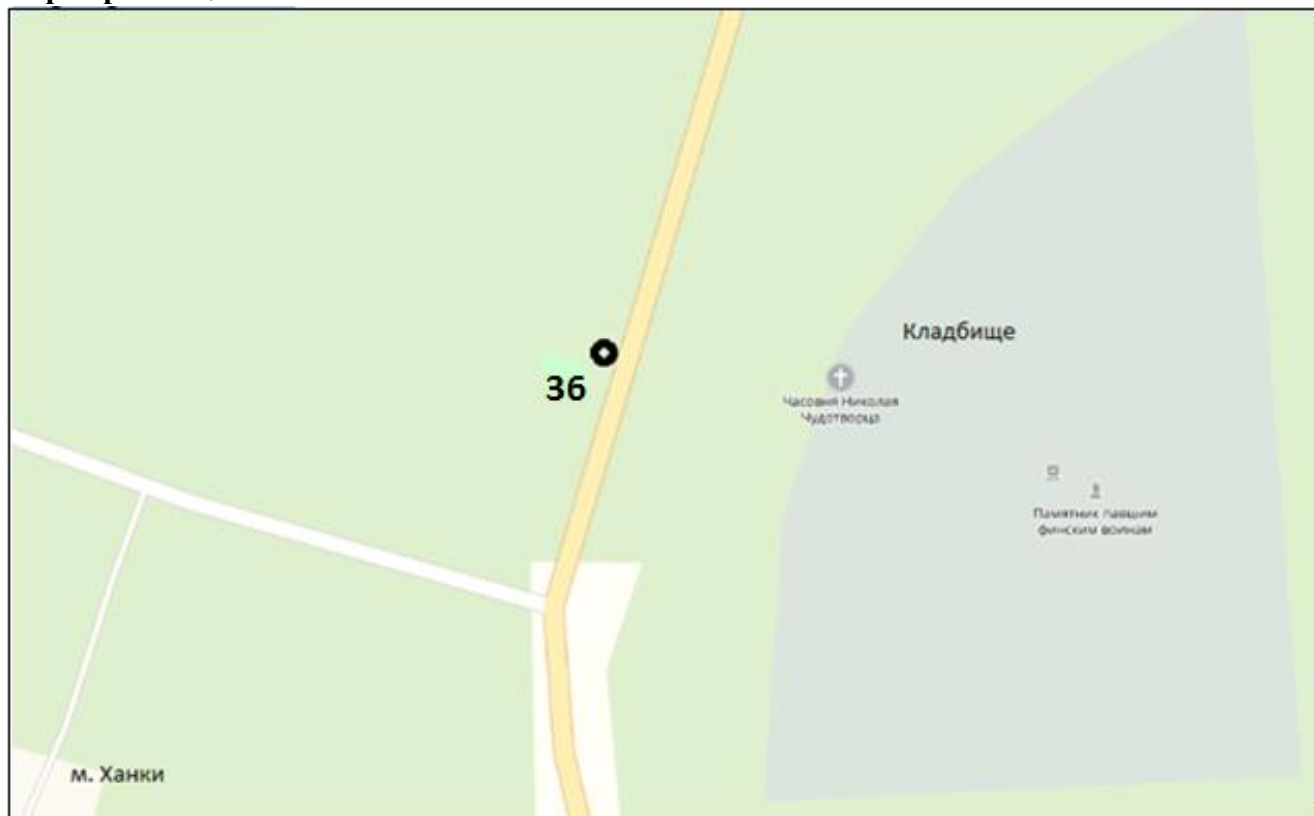 Кладбище
36
Часовня Николая
Чудотворца
Памятник павшим
финским воинам
м. Ханки